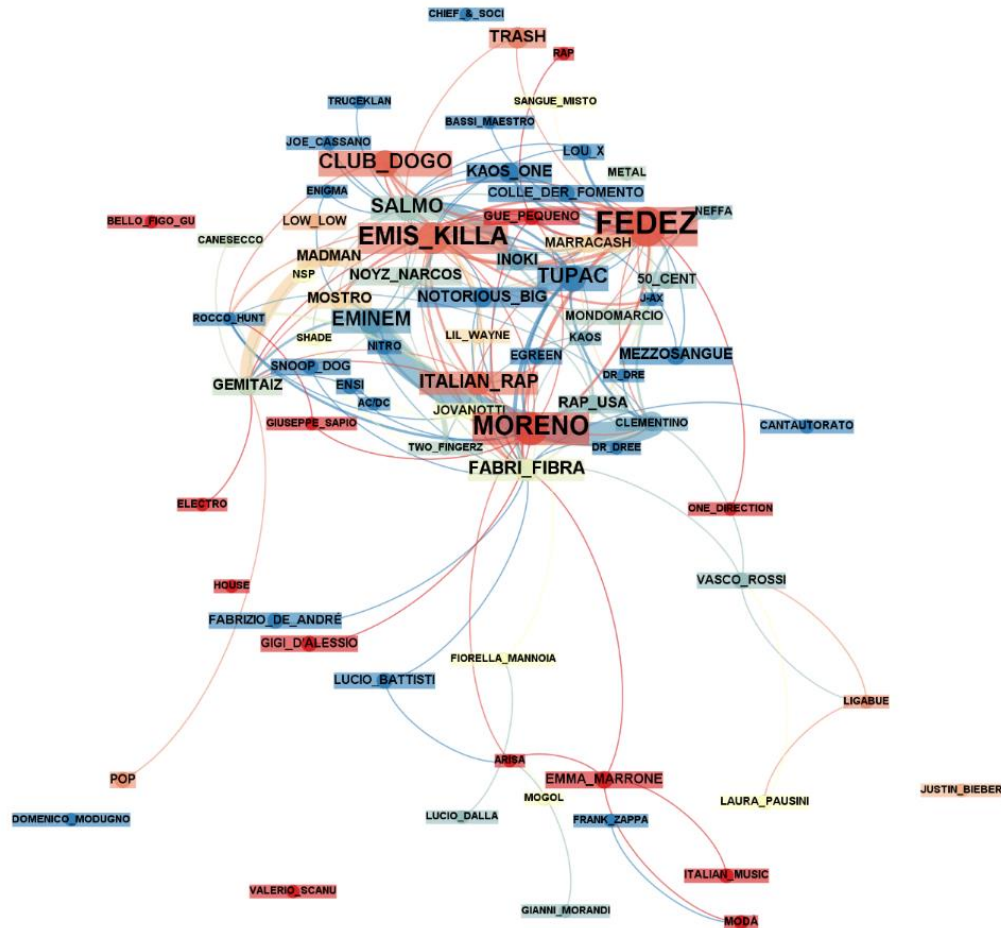 CHIEF_&_SOCI
TRASH
RAP
TRUCEKLAN
SANGUE_MISTO
BASSI_MAESTRO
JOE_CASSANO
LOU_X
CLUB_DOGO
KAOS_ONE
METAL
ENIGMA
COLLE_DER_FOMENTO
SALMO
NEFFA
BELLO_FIGO_GU
LOW_LOW
GUE_PEQUENO
FEDEZ
CANESECCO
EMIS_KILLA
MARRACASH
MADMAN
INOKI
NSP
NOYZ_NARCOS
TUPAC
50_CENT
MOSTRO
NOTORIOUS_BIG
J-AX
ROCCO_HUNT
EMINEM
MONDOMARCIO
SHADE
LIL_WAYNE
KAOS
NITRO
EGREEN
MEZZOSANGUE
SNOOP_DOG
DR_DRE
GEMITAIZ
ENSI
ITALIAN_RAP
AC/DC
RAP_USA
JOVANOTTI
GIUSEPPE_SAPIO
MORENO
CLEMENTINO
CANTAUTORATO
TWO_FINGERZ
DR_DREE
FABRI_FIBRA
ELECTRO
ONE_DIRECTION
VASCO_ROSSI
HOUSE
FABRIZIO_DE_ANDRÉ
GIGI_D'ALESSIO
FIORELLA_MANNOIA
LUCIO_BATTISTI
LIGABUE
ARISA
POP
EMMA_MARRONE
JUSTIN_BIEBER
MOGOL
LAURA_PAUSINI
DOMENICO_MODUGNO
LUCIO_DALLA
FRANK_ZAPPA
ITALIAN_MUSIC
VALERIO_SCANU
GIANNI_MORANDI
MODÀ